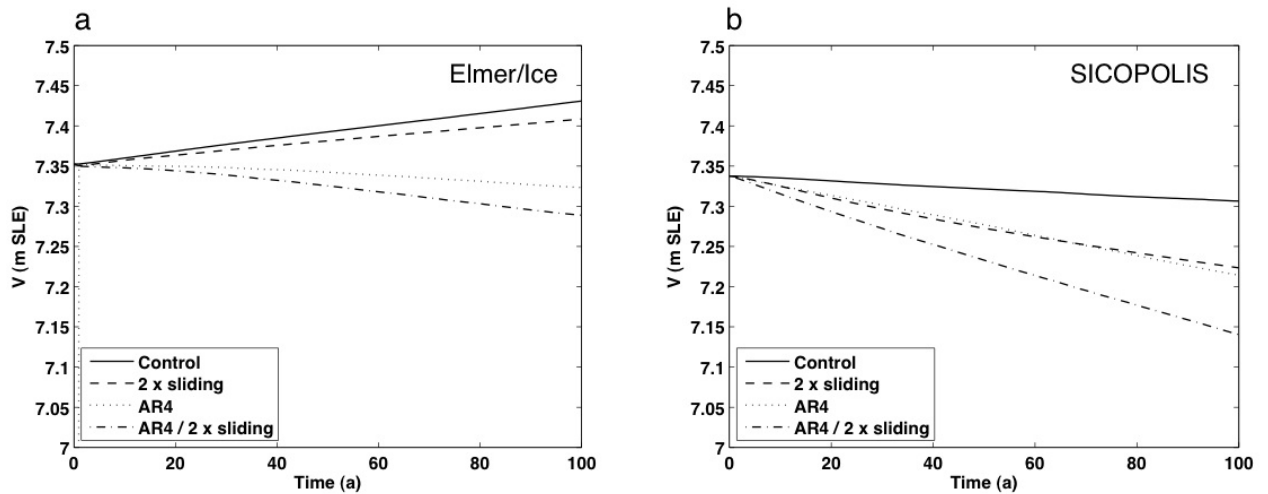 a
Elmer/Ice
V (m SLE)
7.5
7.45
7.4
7.35
7.3
7.25
7.2
7.15
7.1
7.05
7
Control
2 x sliding
AR4
AR4 / 2 x sliding
0
20
40
60
80
100
Time (a)
b
SICOPOLIS
V (m SLE)
7.5
7.45
7.4
7.35
7.3
7.25
7.2
7.15
7.1
7.05
7
Control
2 x sliding
AR4
AR4 / 2 x sliding
0
20
40
60
80
100
Time (a)